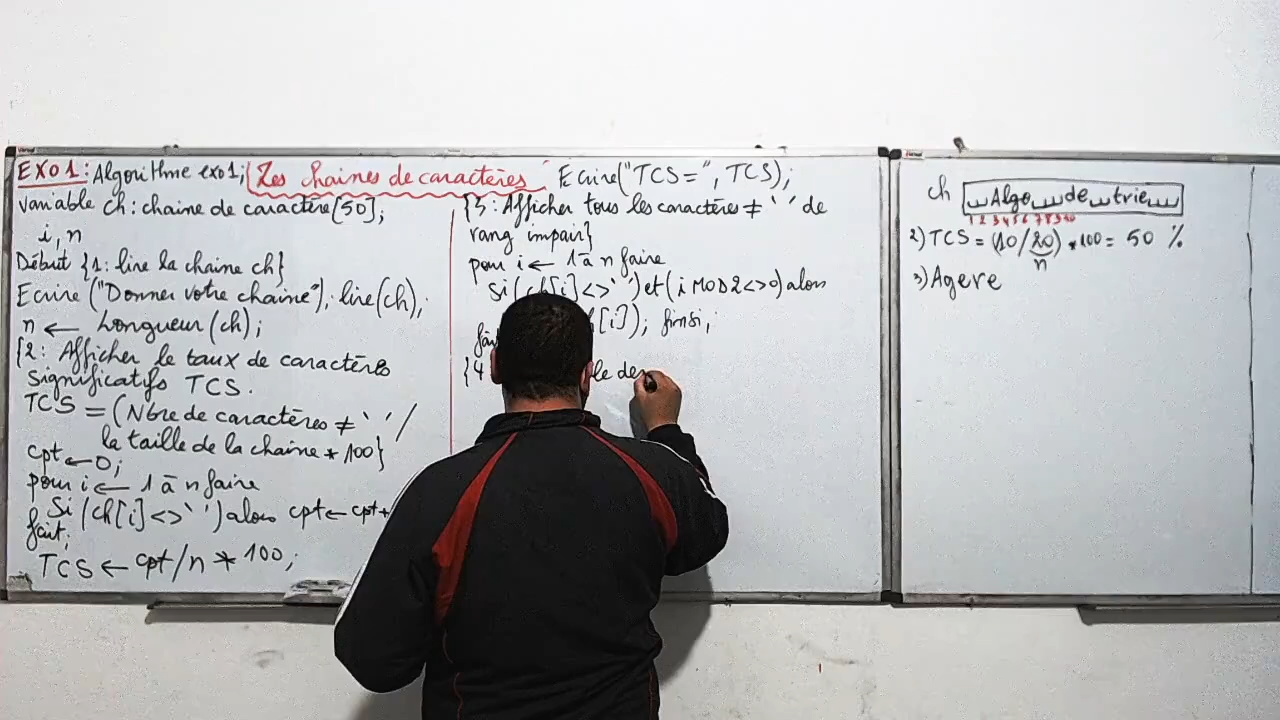 EXO1: Algorithme exo1; Les chaines de caractères
variable ch: chaine de caractère[50];
i, n
Début {1: lire la chaine ch}
Ecrire ("Donner votre chaine"); lire(ch);
n ← Longueur(ch);
{2: Afficher le taux de caractères
significatifs TCS.
TCS = (Nbre de caractères ≠ ' ' /
la taille de la chaine * 100}
cpt ← 0;
pour i ← 1 à n faire
Si (ch[i] <> ' ') alors cpt ← cpt+
fait;
TCS ← cpt/n * 100;
Ecrire("TCS=", TCS);
{3: Afficher tous les caractères ≠ ' ' de
rang impair}
pour i ← 1 à n faire
Si (ch[i] <> ' ') et (i MOD 2 <> 0) alors
h[i]); finsi;
{4 le de
ch ␣␣Algo␣␣␣de␣␣trie␣␣␣
1 2 3 4 5 6 7 8 9 10
2) TCS = (10/20) * 100 = 50 %
n
3) Agere